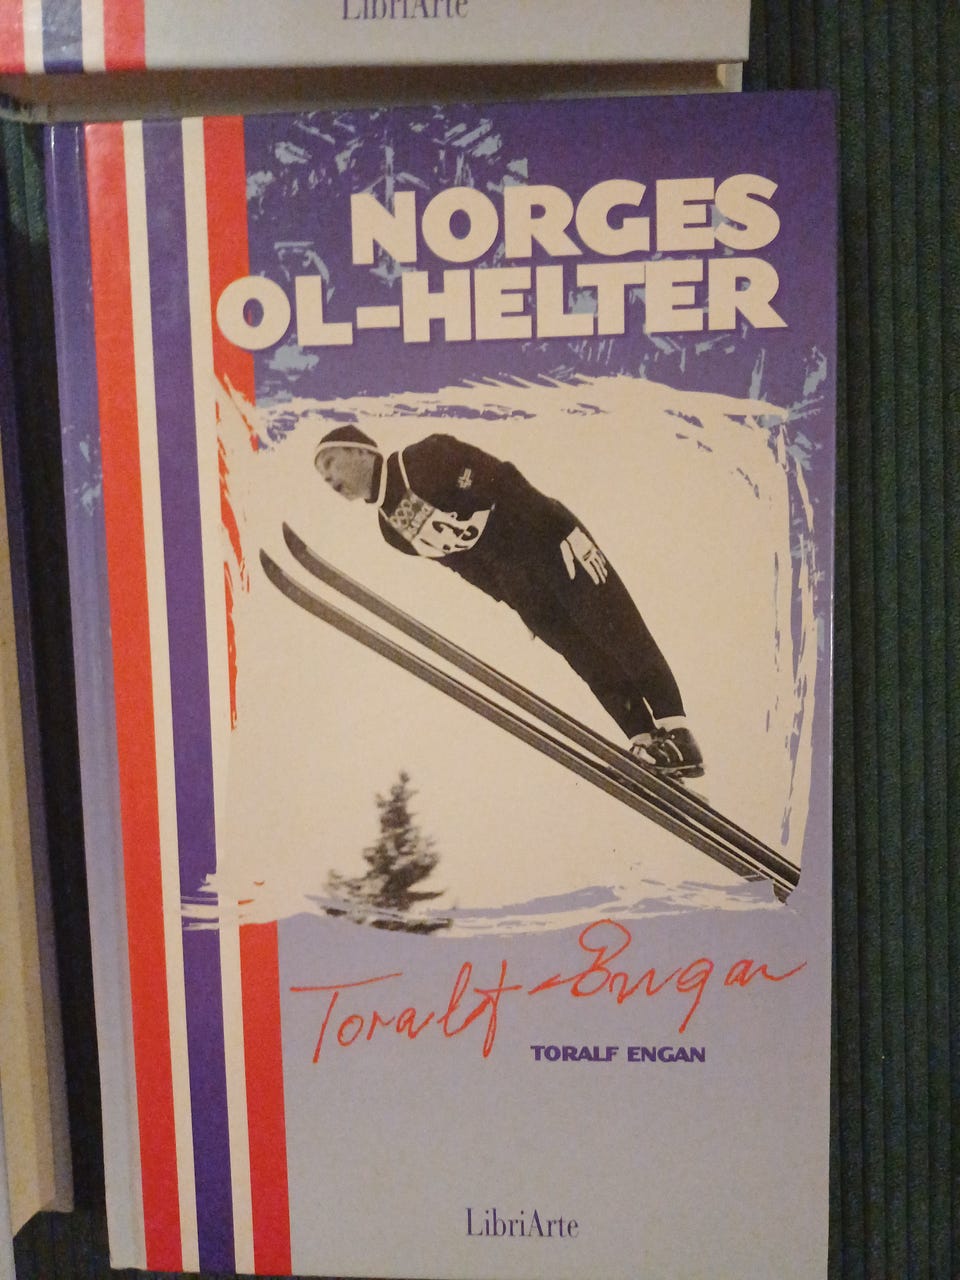 LibriArte
NORGES
OL-HELTER
Toralf Engan
TORALF ENGAN
LibriArte